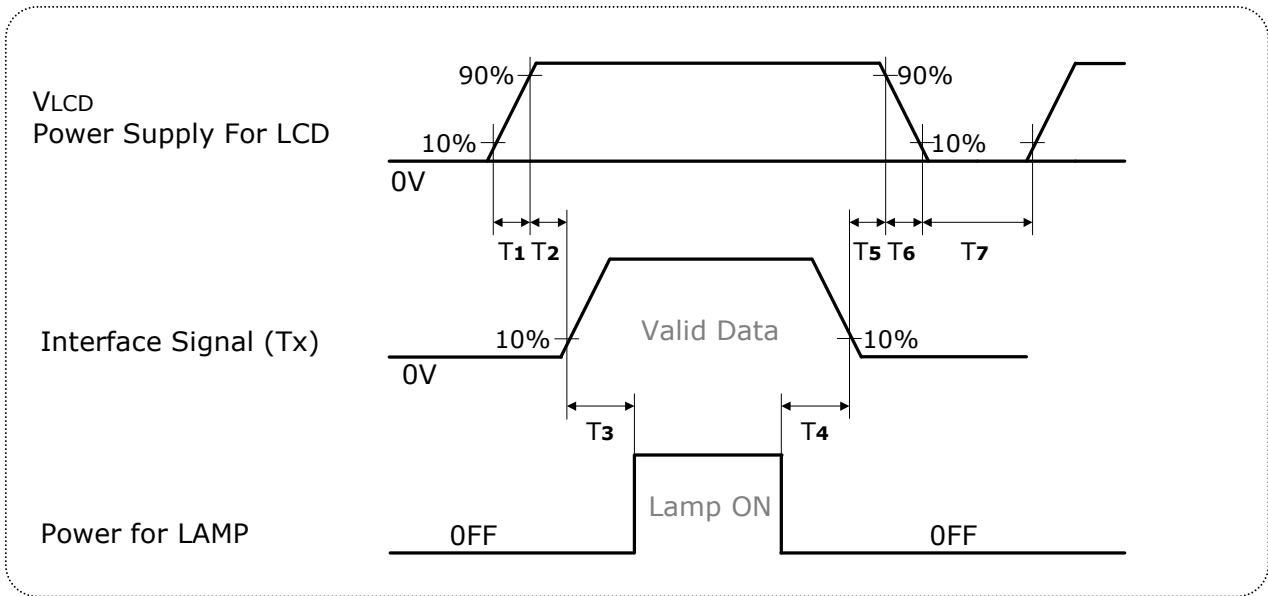 90% 90%
VLCD
Power Supply For LCD
10% 10%
0V
T1 T2 T5 T6 T7
Interface Signal (Tx)
10% Valid Data 10%
0V
T3 T4
Lamp ON
Power for LAMP
0FF 0FF